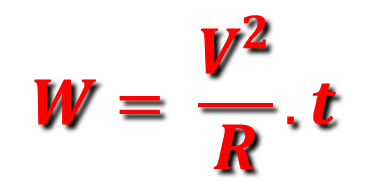 W = V²/R . t